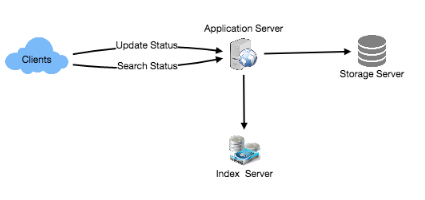 Application Server
Update Status
Clients
Search Status
Storage Server
Index Server